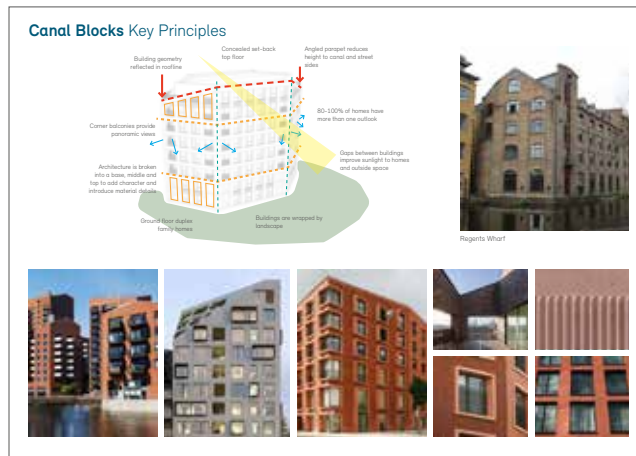 Canal Blocks Key Principles
Concealed set-back
top floor
Building geometry
reflected in roofline
Angled parapet reduces
height to canal and street
sides
80-100% of homes have
more than one outlook
Corner balconies provide
panoramic views
Gaps between buildings
improve sunlight to homes
and outside space
Architecture is broken
into a base, middle and
top to add character and
introduce material details
Ground floor duplex
family homes
Buildings are wrapped by
landscape
Regents Wharf